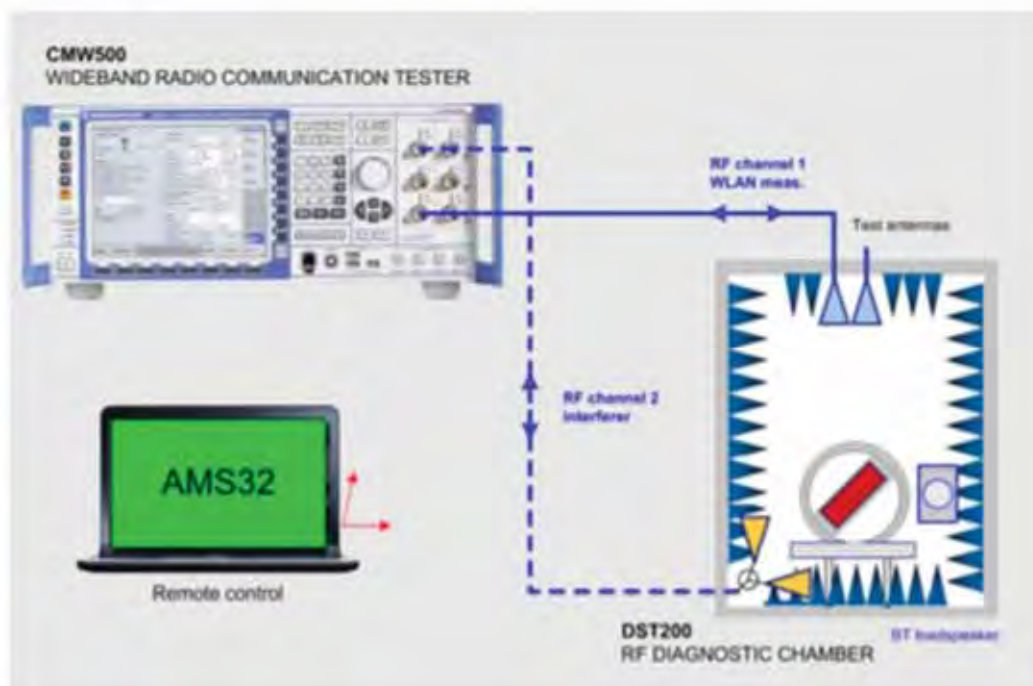 CMW500
WIDEBAND RADIO COMMUNICATION TESTER
RF channel 1
WLAN meas.
Test antennas
RF channel 2
interferer
AMS32
Remote control
DST200
RF DIAGNOSTIC CHAMBER
BT loudspeaker